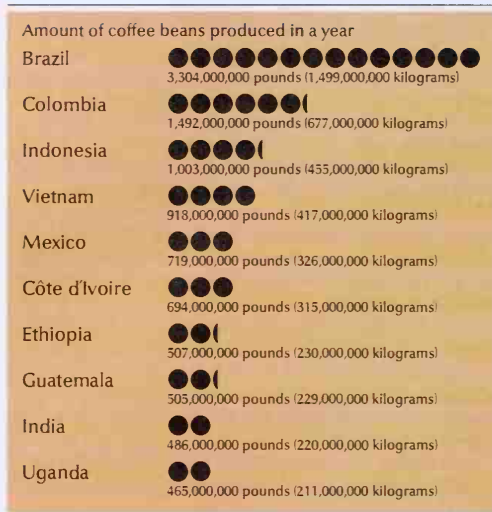 Amount of coffee beans produced in a year
Brazil
3,304,000,000 pounds (1,499,000,000 kilograms)
Colombia
1,492,000,000 pounds (677,000,000 kilograms)
Indonesia
1,003,000,000 pounds (455,000,000 kilograms)
Vietnam
918,000,000 pounds (417,000,000 kilograms)
Mexico
719,000,000 pounds (326,000,000 kilograms)
Côte d'Ivoire
694,000,000 pounds (315,000,000 kilograms)
Ethiopia
507,000,000 pounds (230,000,000 kilograms)
Guatemala
505,000,000 pounds (229,000,000 kilograms)
India
486,000,000 pounds (220,000,000 kilograms)
Uganda
465,000,000 pounds (211,000,000 kilograms)